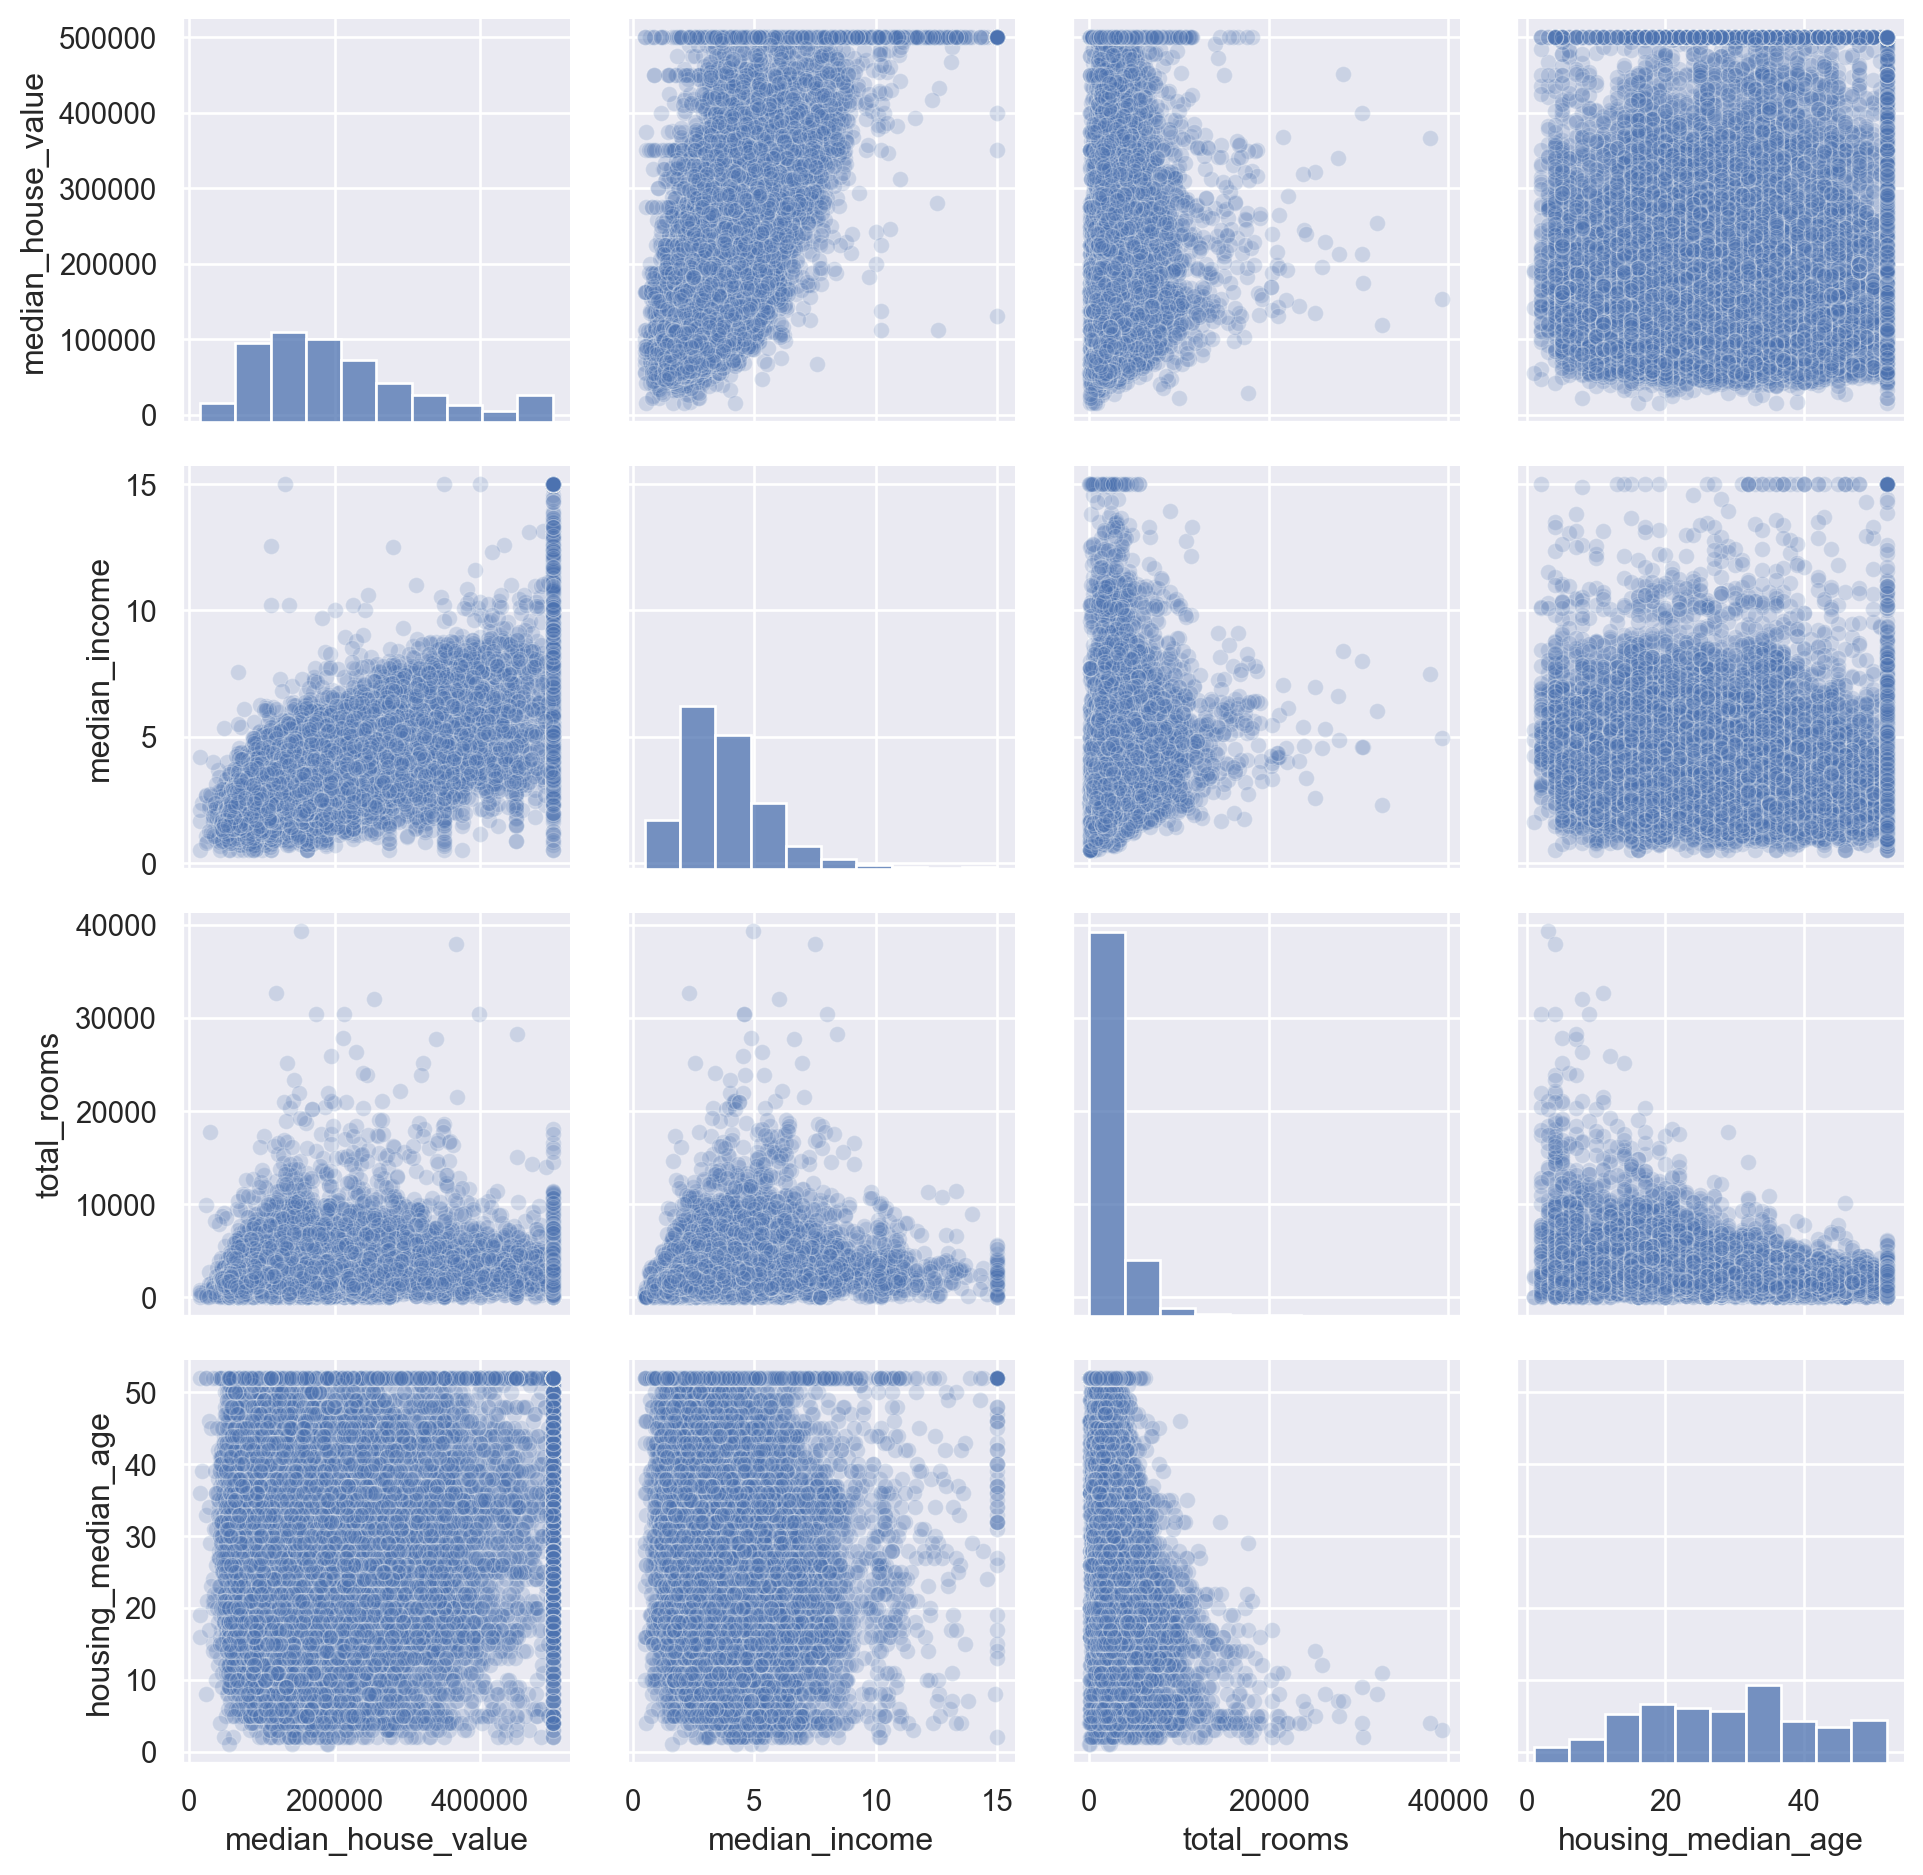 median_house_value
500000
400000
300000
200000
100000
0
median_income
15
10
5
0
total_rooms
40000
30000
20000
10000
0
housing_median_age
50
40
30
20
10
0
0 200000 400000
0 5 10 15
0 20000 40000
0 20 40
median_house_value
median_income
total_rooms
housing_median_age